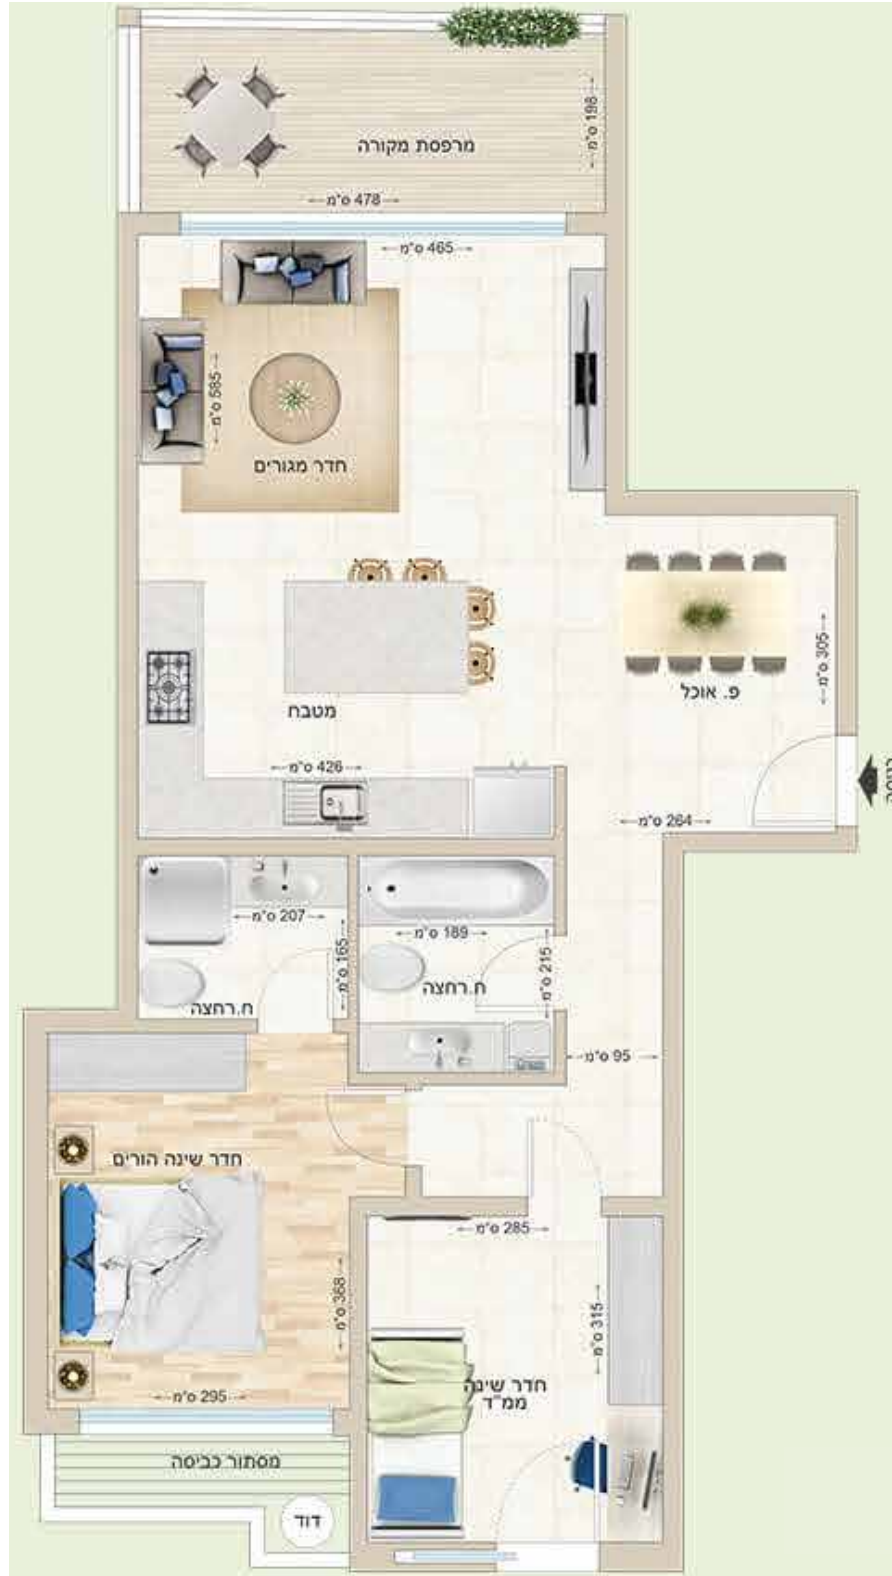 198 ס"מ
מרפסת מקורה
478 ס"מ
465 ס"מ
585 ס"מ
חדר מגורים
305 ס"מ
פ. אוכל
מטבח
426 ס"מ
כניסה
264 ס"מ
207 ס"מ
189 ס"מ
165 ס"מ
215 ס"מ
ח.רחצה
ח.רחצה
95 ס"מ
חדר שינה הורים
285 ס"מ
368 ס"מ
315 ס"מ
חדר שינה
ממ"ד
295 ס"מ
מסתור כביסה
דוד